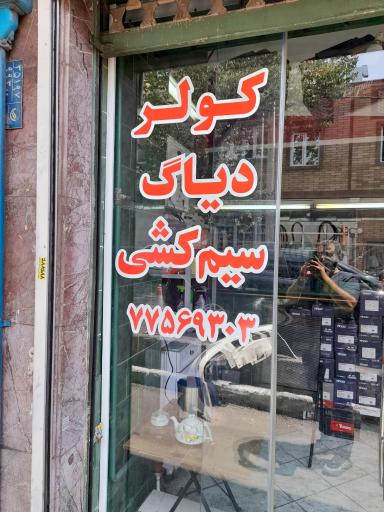 کولر
دیاگ
سیم‌کشی
۷۷۵۶۹۳۰۳